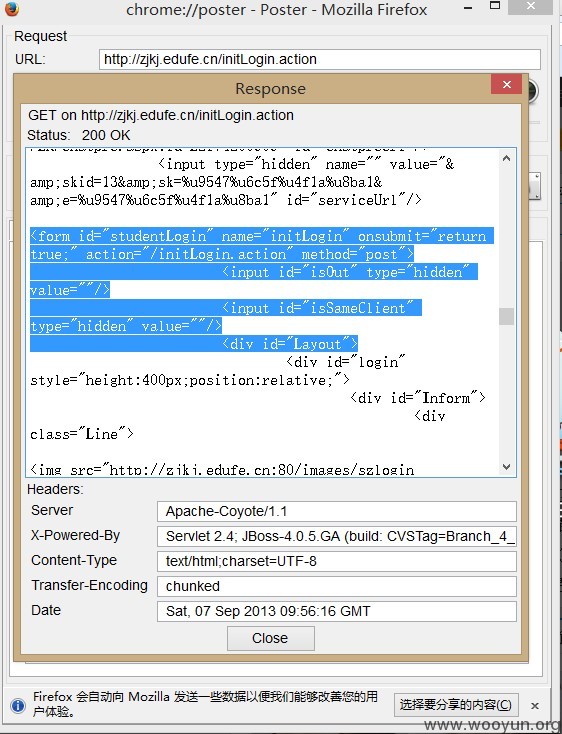 chrome://poster - Poster - Mozilla Firefox
Request
URL: http://zjkj.edufe.cn/initLogin.action
Response
GET on http://zjkj.edufe.cn/initLogin.action
Status: 200 OK
<input type="hidden" name="" value="&
amp;skid=13&amp;sk=%u9547%u6c5f%u4f1a%u8ba1&
amp;e=%u9547%u6c5f%u4f1a%u8ba1" id="serviceUrl"/>
<form id="studentLogin" name="initLogin" onsubmit="return
true;" action="/initLogin.action" method="post">
<input id="isOut" type="hidden"
value=""/>
<input id="isSameClient"
type="hidden" value=""/>
<div id="Layout">
<div id="login"
style="height:400px;position:relative;">
<div id="Inform">
<div
class="Line">
<img src="http://zjkj.edufe.cn:80/images/szlogin
Headers:
Server Apache-Coyote/1.1
X-Powered-By Servlet 2.4; JBoss-4.0.5.GA (build: CVSTag=Branch_4_
Content-Type text/html;charset=UTF-8
Transfer-Encoding chunked
Date Sat, 07 Sep 2013 09:56:16 GMT
Close
Firefox 会自动向 Mozilla 发送一些数据以便我们能够改善您的用
户体验。
选择要分享的内容(C)
www.wooyun.org